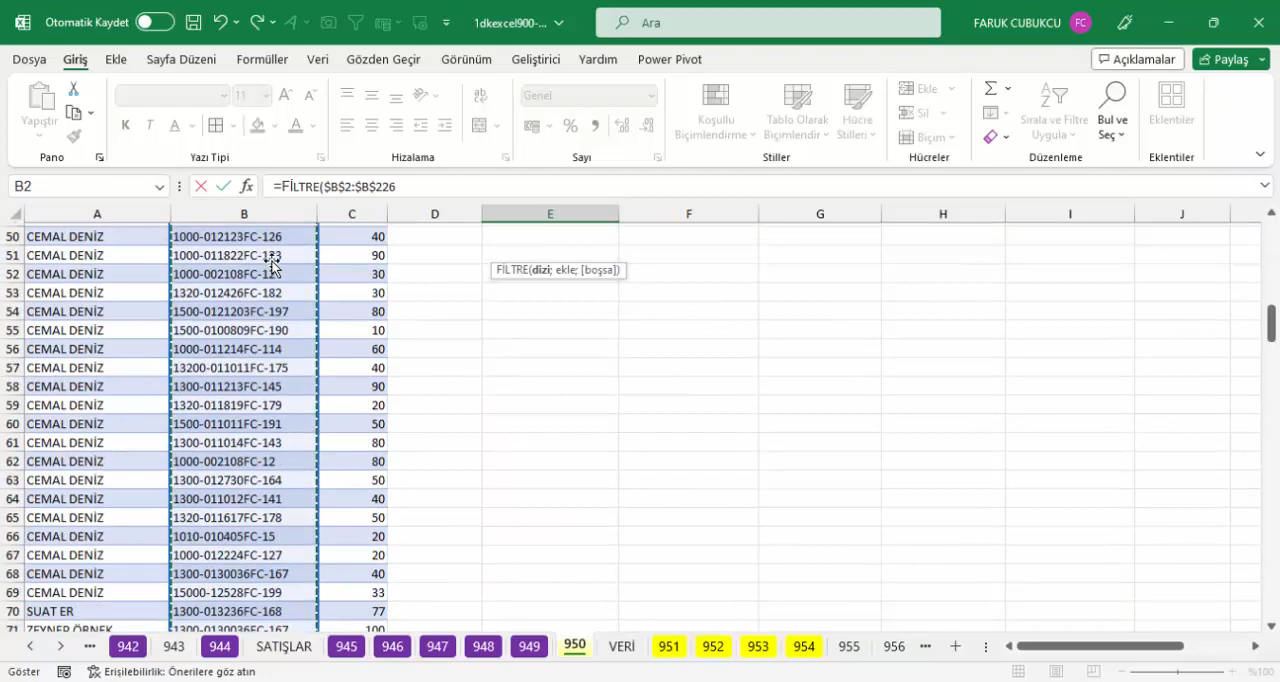 Otomatik Kaydet
1dkexcel900-...
Ara
FARUK CUBUKCU
FC
Dosya Giriş Ekle Sayfa Düzeni Formüller Veri Gözden Geçir Görünüm Geliştirici Yardım Power Pivot
Açıklamalar
Paylaş
Yapıştır
Pano
11
K T A
Yazı Tipi
Hizalama
Genel
Sayı
Koşullu Biçimlendirme
Tablo Olarak Biçimlendir
Hücre Stilleri
Stiller
Ekle
Sil
Biçim
Hücreler
Sırala ve Filtre Uygula
Bul ve Seç
Düzenleme
Eklentiler
Eklentiler
B2
=FİLTRE($B$2:$B$226
A B C D E F G H I J
50 CEMAL DENİZ 1000-012123FC-126 40
51 CEMAL DENİZ 90
52 CEMAL DENİZ 30
53 CEMAL DENİZ 1320-012426FC-182 30
54 CEMAL DENİZ 1500-0121203FC-197 80
55 CEMAL DENİZ 1500-0100809FC-190 10
56 CEMAL DENİZ 1000-011214FC-114 60
57 CEMAL DENİZ 13200-011011FC-175 40
58 CEMAL DENİZ 1300-011213FC-145 90
59 CEMAL DENİZ 1320-011819FC-179 20
60 CEMAL DENİZ 1500-011011FC-191 50
61 CEMAL DENİZ 1300-011014FC-143 80
62 CEMAL DENİZ 1000-002108FC-12 80
63 CEMAL DENİZ 1300-012730FC-164 50
64 CEMAL DENİZ 1300-011012FC-141 40
65 CEMAL DENİZ 1320-011617FC-178 50
66 CEMAL DENİZ 1010-010405FC-15 20
67 CEMAL DENİZ 1000-012224FC-127 20
68 CEMAL DENİZ 1300-0130036FC-167 40
69 CEMAL DENİZ 15000-12528FC-199 33
70 SUAT ER 1300-013236FC-168 77
71 ZEYNEP ÖRNEK 1300-0130036FC-167 100
FİLTRE(dizi; ekle; [boşsa])
942 943 944 SATIŞLAR 945 946 947 948 949 950 VERİ 951 952 953 954 955 956
Göster
Erişilebilirlik: Önerilere göz atın
%100